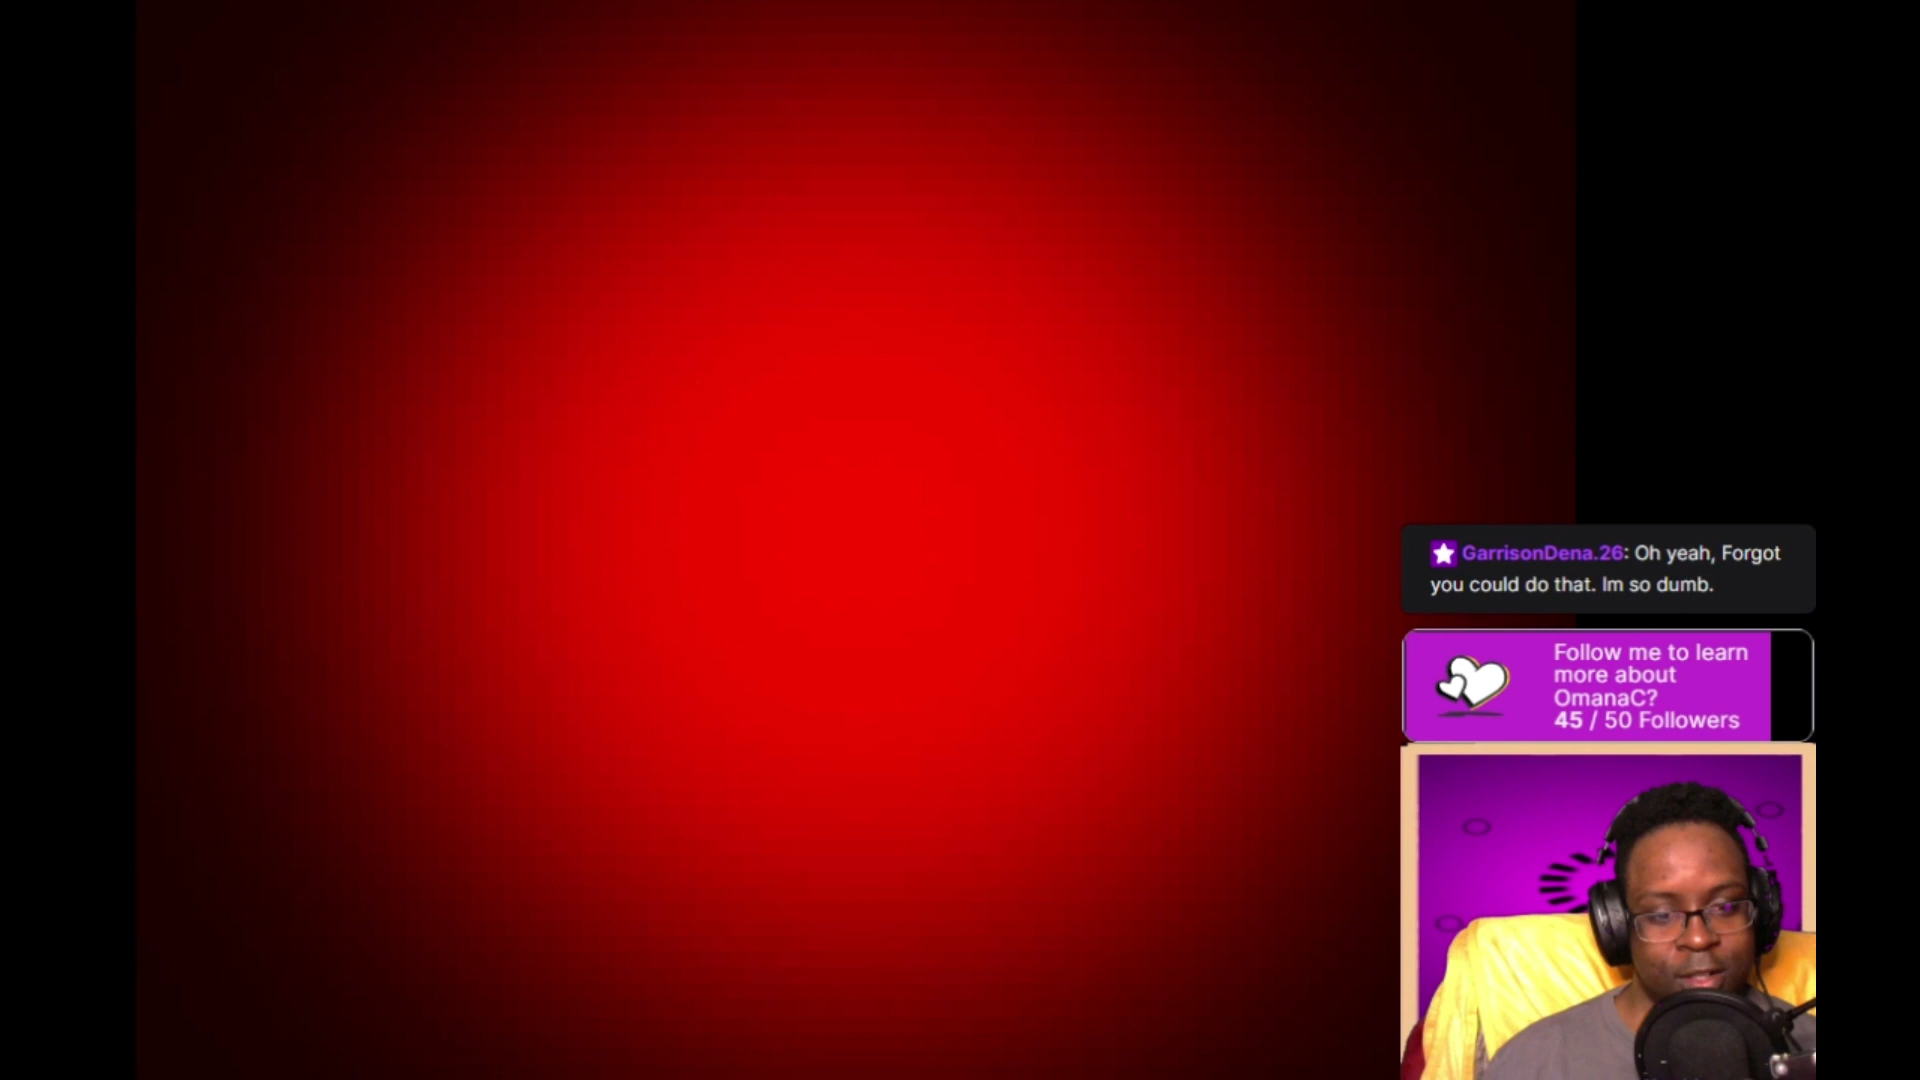 GarrisonDena.26: Oh yeah, Forgot
you could do that. Im so dumb.
Follow me to learn
more about
OmanaC?
45 / 50 Followers